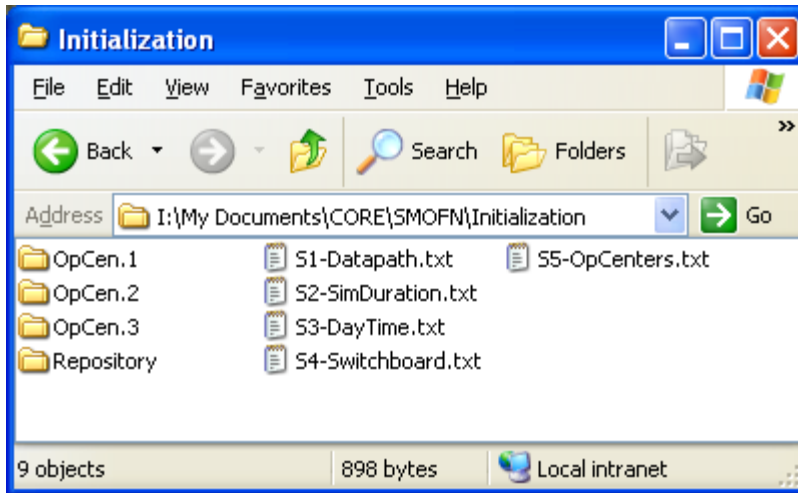 Initialization
File Edit View Favorites Tools Help
Back Search Folders »
Address I:\My Documents\CORE\SMOFN\Initialization Go
OpCen.1 S1-Datapath.txt S5-OpCenters.txt
OpCen.2 S2-SimDuration.txt
OpCen.3 S3-DayTime.txt
Repository S4-Switchboard.txt
9 objects 898 bytes Local intranet